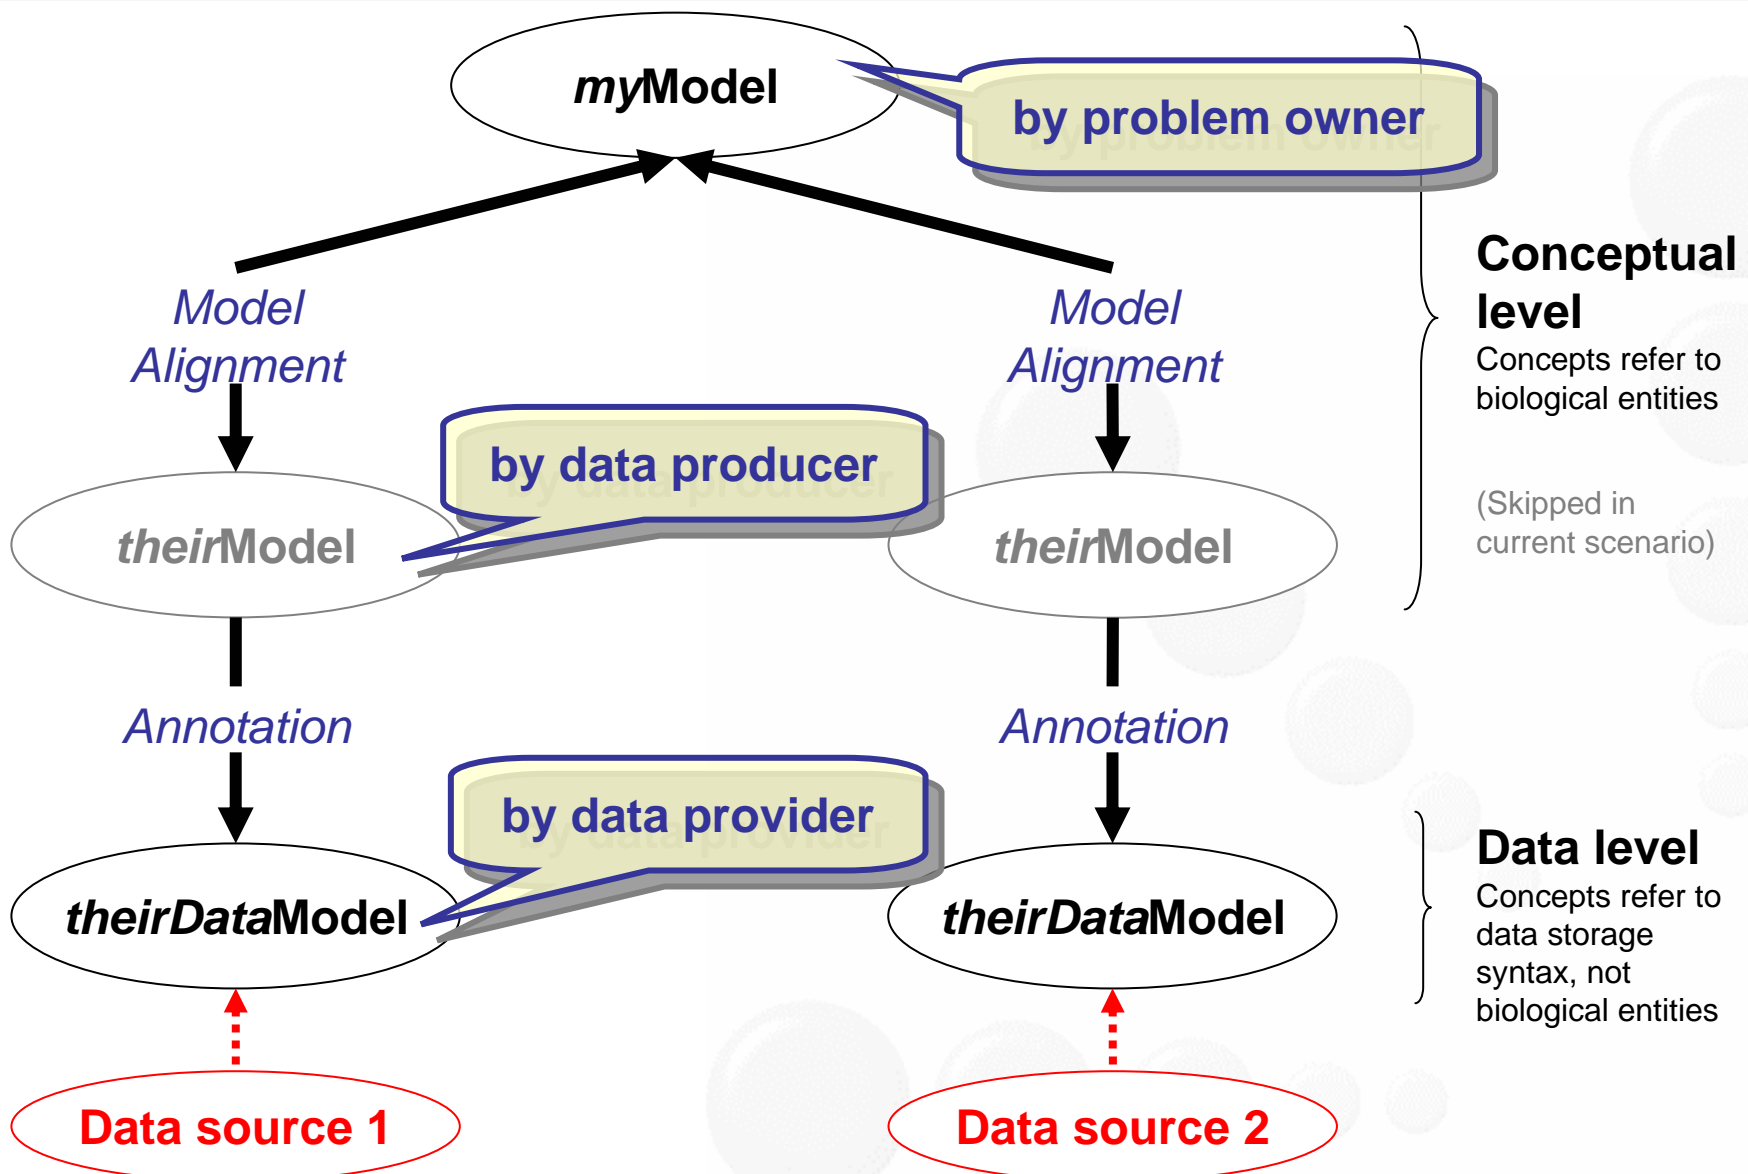 myModel
by problem owner
Conceptual
level
Concepts refer to
biological entities
Model
Alignment
Model
Alignment
by data producer
(Skipped in
current scenario)
theirModel
theirModel
Annotation
Annotation
by data provider
Data level
Concepts refer to
data storage
syntax, not
biological entities
theirDataModel
theirDataModel
Data source 1
Data source 2